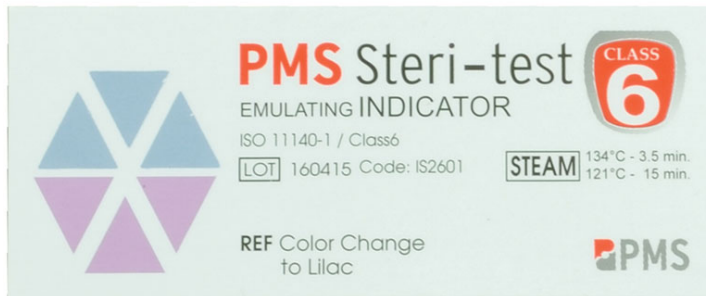 PMS Steri-test
CLASS
6
EMULATING INDICATOR
ISO 11140-1 / Class6
LOT 160415 Code: IS2601
STEAM 134°C - 3.5 min.
121°C - 15 min.
REF Color Change
to Lilac
PMS